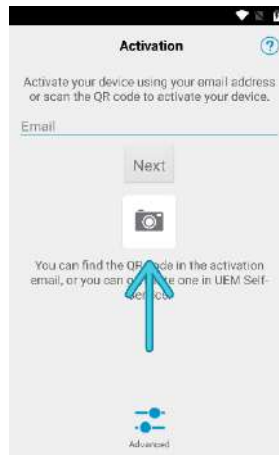 Activation
?
Activate your device using your email address
or scan the QR code to activate your device.
Email
Next
You can find the QR code in the activation
email, or you can one in UEM Self-
Advanced